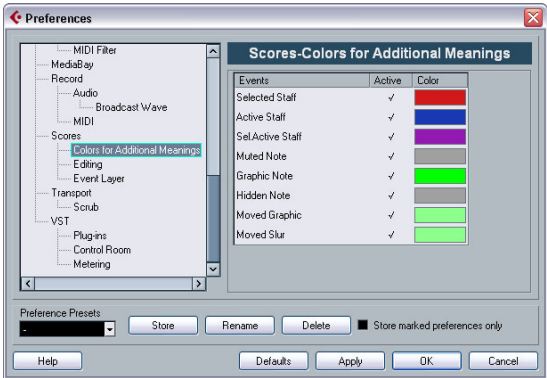 Preferences
MIDI Filter
MediaBay
Record
Audio
Broadcast Wave
MIDI
Scores
Colors for Additional Meanings
Editing
Event Layer
Transport
Scrub
VST
Plug-ins
Control Room
Metering
Scores-Colors for Additional Meanings
Events Active Color
Selected Staff √
Active Staff √
Sel.Active Staff √
Muted Note √
Graphic Note √
Hidden Note √
Moved Graphic √
Moved Slur √
Preference Presets
- Store Rename Delete Store marked preferences only
Help Defaults Apply OK Cancel